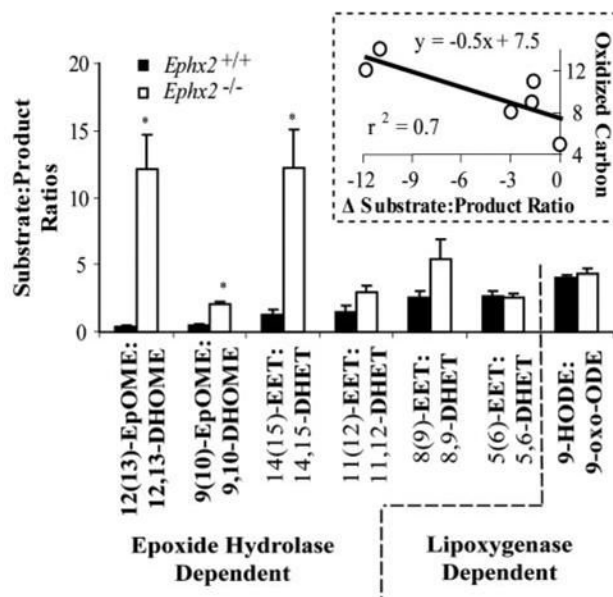 Ephx2 +/+
Ephx2 -/-
Substrate:Product
Ratios
20
15
10
5
0
*
*
*
y = -0.5x + 7.5
r 2 = 0.7
Oxidized Carbon
12
8
4
-12
-9
-6
-3
0
Δ Substrate:Product Ratio
12(13)-EpOME:
12,13-DHOME
9(10)-EpOME:
9,10-DHOME
14(15)-EET:
14,15-DHET
11(12)-EET:
11,12-DHET
8(9)-EET:
8,9-DHET
5(6)-EET:
5,6-DHET
9-HODE:
9-oxo-ODE
Epoxide Hydrolase
Dependent
Lipoxygenase
Dependent